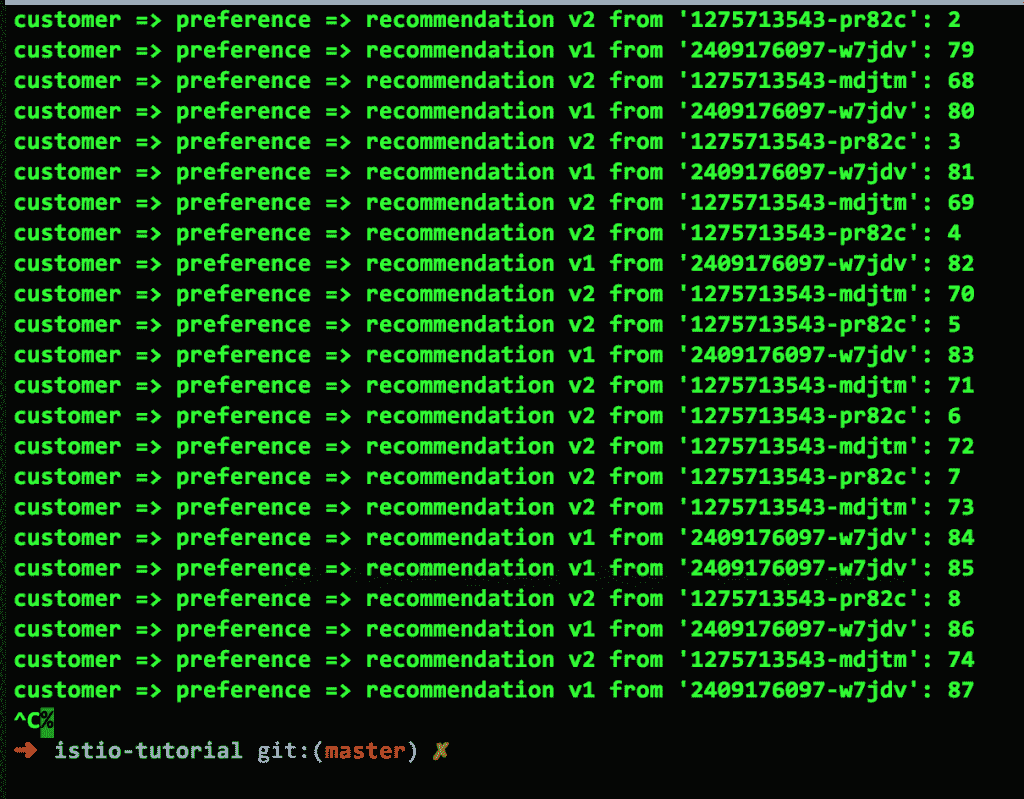 customer => preference => recommendation v2 from '1275713543-pr82c': 2
customer => preference => recommendation v1 from '2409176097-w7jdv': 79
customer => preference => recommendation v2 from '1275713543-mdjtm': 68
customer => preference => recommendation v1 from '2409176097-w7jdv': 80
customer => preference => recommendation v2 from '1275713543-pr82c': 3
customer => preference => recommendation v1 from '2409176097-w7jdv': 81
customer => preference => recommendation v2 from '1275713543-mdjtm': 69
customer => preference => recommendation v2 from '1275713543-pr82c': 4
customer => preference => recommendation v1 from '2409176097-w7jdv': 82
customer => preference => recommendation v2 from '1275713543-mdjtm': 70
customer => preference => recommendation v2 from '1275713543-pr82c': 5
customer => preference => recommendation v1 from '2409176097-w7jdv': 83
customer => preference => recommendation v2 from '1275713543-mdjtm': 71
customer => preference => recommendation v2 from '1275713543-pr82c': 6
customer => preference => recommendation v2 from '1275713543-mdjtm': 72
customer => preference => recommendation v2 from '1275713543-pr82c': 7
customer => preference => recommendation v2 from '1275713543-mdjtm': 73
customer => preference => recommendation v1 from '2409176097-w7jdv': 84
customer => preference => recommendation v1 from '2409176097-w7jdv': 85
customer => preference => recommendation v2 from '1275713543-pr82c': 8
customer => preference => recommendation v1 from '2409176097-w7jdv': 86
customer => preference => recommendation v2 from '1275713543-mdjtm': 74
customer => preference => recommendation v1 from '2409176097-w7jdv': 87
^C%
➜ istio-tutorial git:(master) ✗